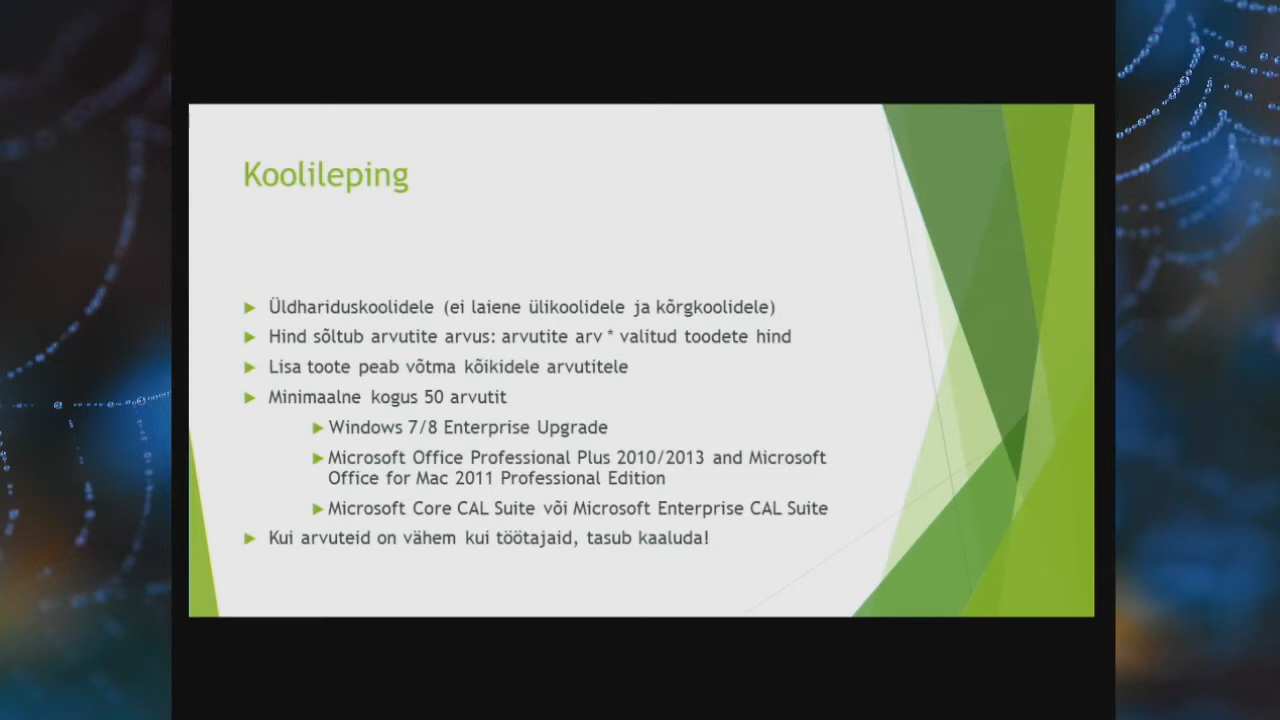 Koolileping
Üldhariduskoolidele (ei laiene ülikoolidele ja kõrgkoolidele)
Hind sõltub arvutite arvus: arvutite arv * valitud toodete hind
Lisa toote peab võtma kõikidele arvutitele
Minimaalne kogus 50 arvutit
Windows 7/8 Enterprise Upgrade
Microsoft Office Professional Plus 2010/2013 and Microsoft
Office for Mac 2011 Professional Edition
Microsoft Core CAL Suite või Microsoft Enterprise CAL Suite
Kui arvuteid on vähem kui töötajaid, tasub kaaluda!